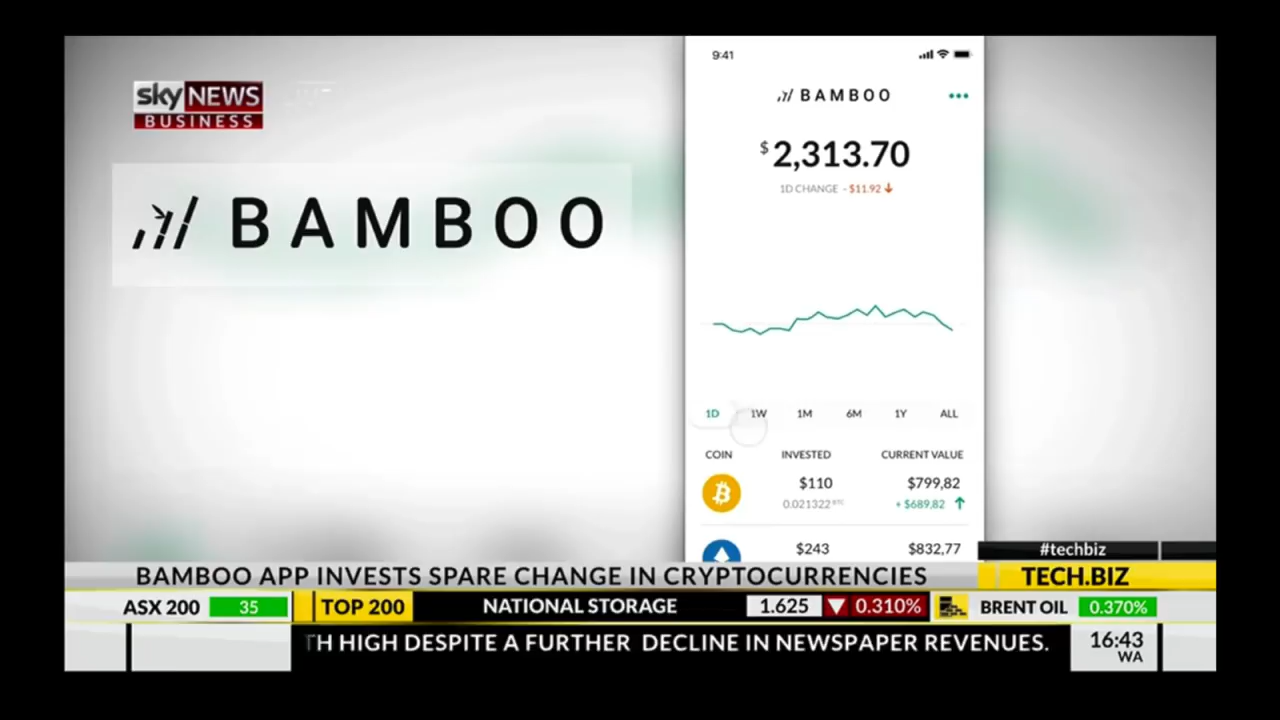 sky NEWS
BUSINESS
BAMBOO
9:41
BAMBOO
$ 2,313.70
1D CHANGE - $11.92
1D 1W 1M 6M 1Y ALL
COIN INVESTED CURRENT VALUE
$110 $799,82
0.021322 BTC + $689,82
$243 $832,77
#techbiz
BAMBOO APP INVESTS SPARE CHANGE IN CRYPTOCURRENCIES
TECH.BIZ
ASX 200 35 TOP 200 NATIONAL STORAGE 1.625 0.310% BRENT OIL 0.370%
TH HIGH DESPITE A FURTHER DECLINE IN NEWSPAPER REVENUES.
16:43
WA